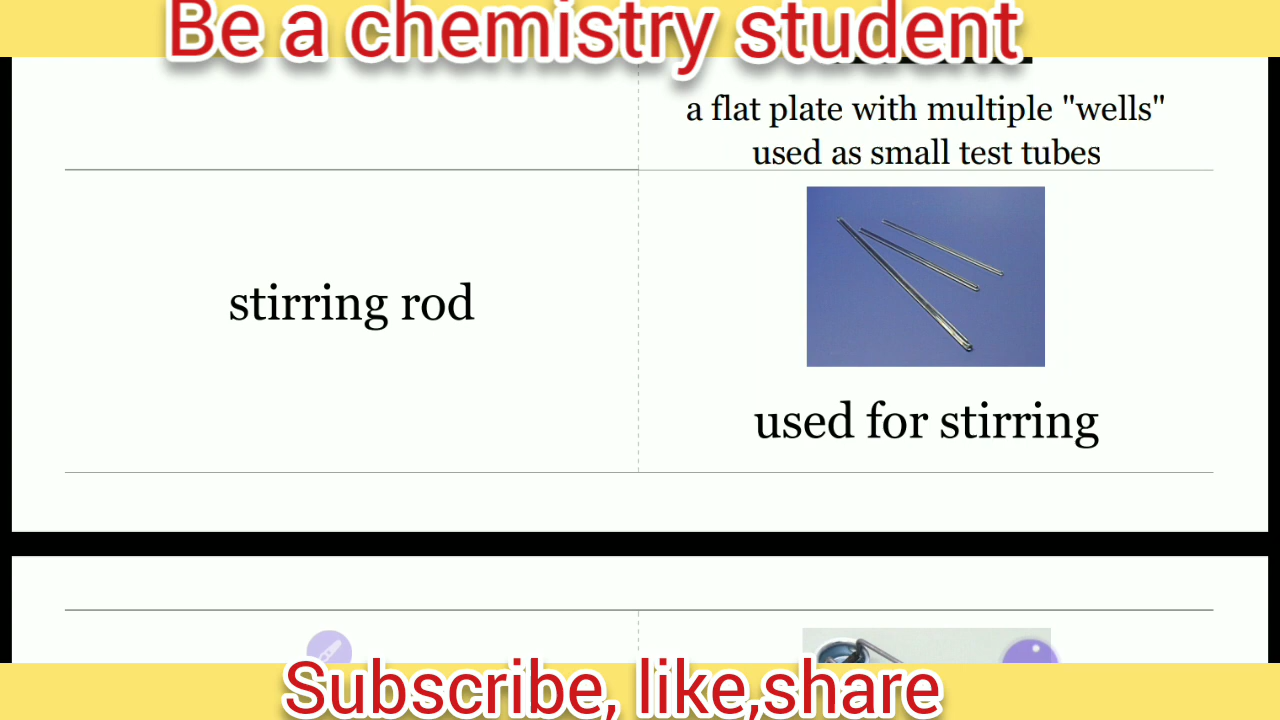 Be a chemistry student
a flat plate with multiple "wells"
used as small test tubes
stirring rod
used for stirring
Subscribe, like,share